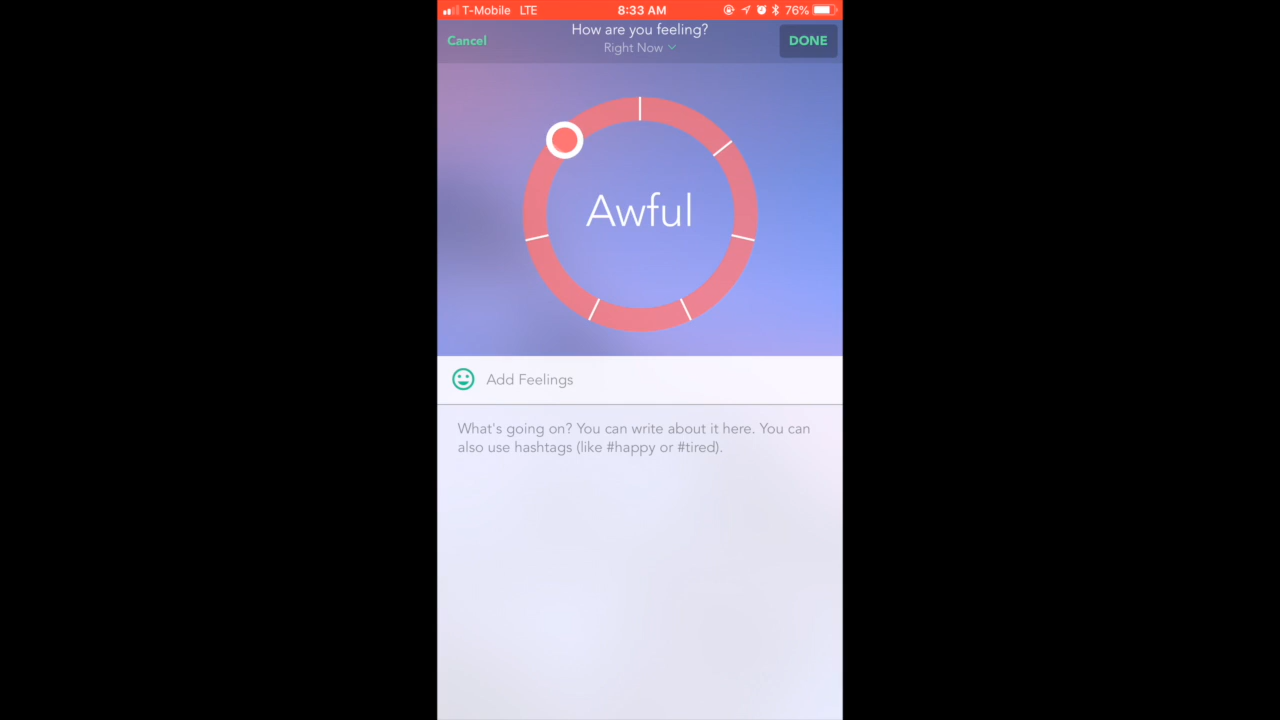 T-Mobile LTE 8:33 AM 76%
How are you feeling?
Cancel Right Now DONE
Awful
Add Feelings
What's going on? You can write about it here. You can
also use hashtags (like #happy or #tired).